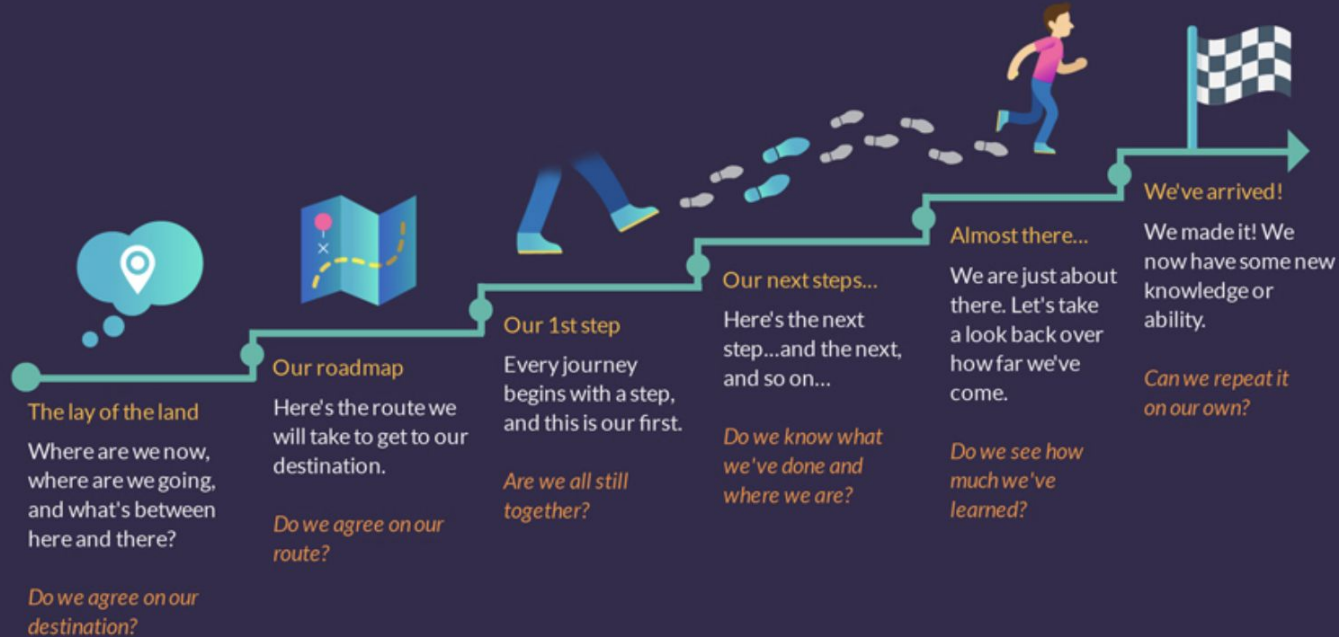 The lay of the land
Where are we now,
where are we going,
and what's between
here and there?
Do we agree on our
destination?
Our roadmap
Here's the route we
will take to get to our
destination.
Do we agree on our
route?
Our 1st step
Every journey
begins with a step,
and this is our first.
Are we all still
together?
Our next steps...
Here's the next
step...and the next,
and so on...
Do we know what
we've done and
where we are?
Almost there...
We are just about
there. Let's take
a look back over
how far we've
come.
Do we see how
much we've
learned?
We've arrived!
We made it! We
now have some new
knowledge or
ability.
Can we repeat it
on our own?